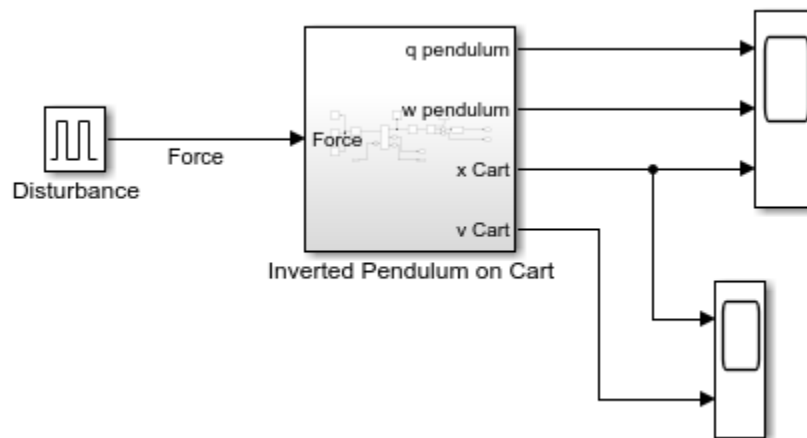 q pendulum
w pendulum
Force
Force
x Cart
Disturbance
v Cart
Inverted Pendulum on Cart